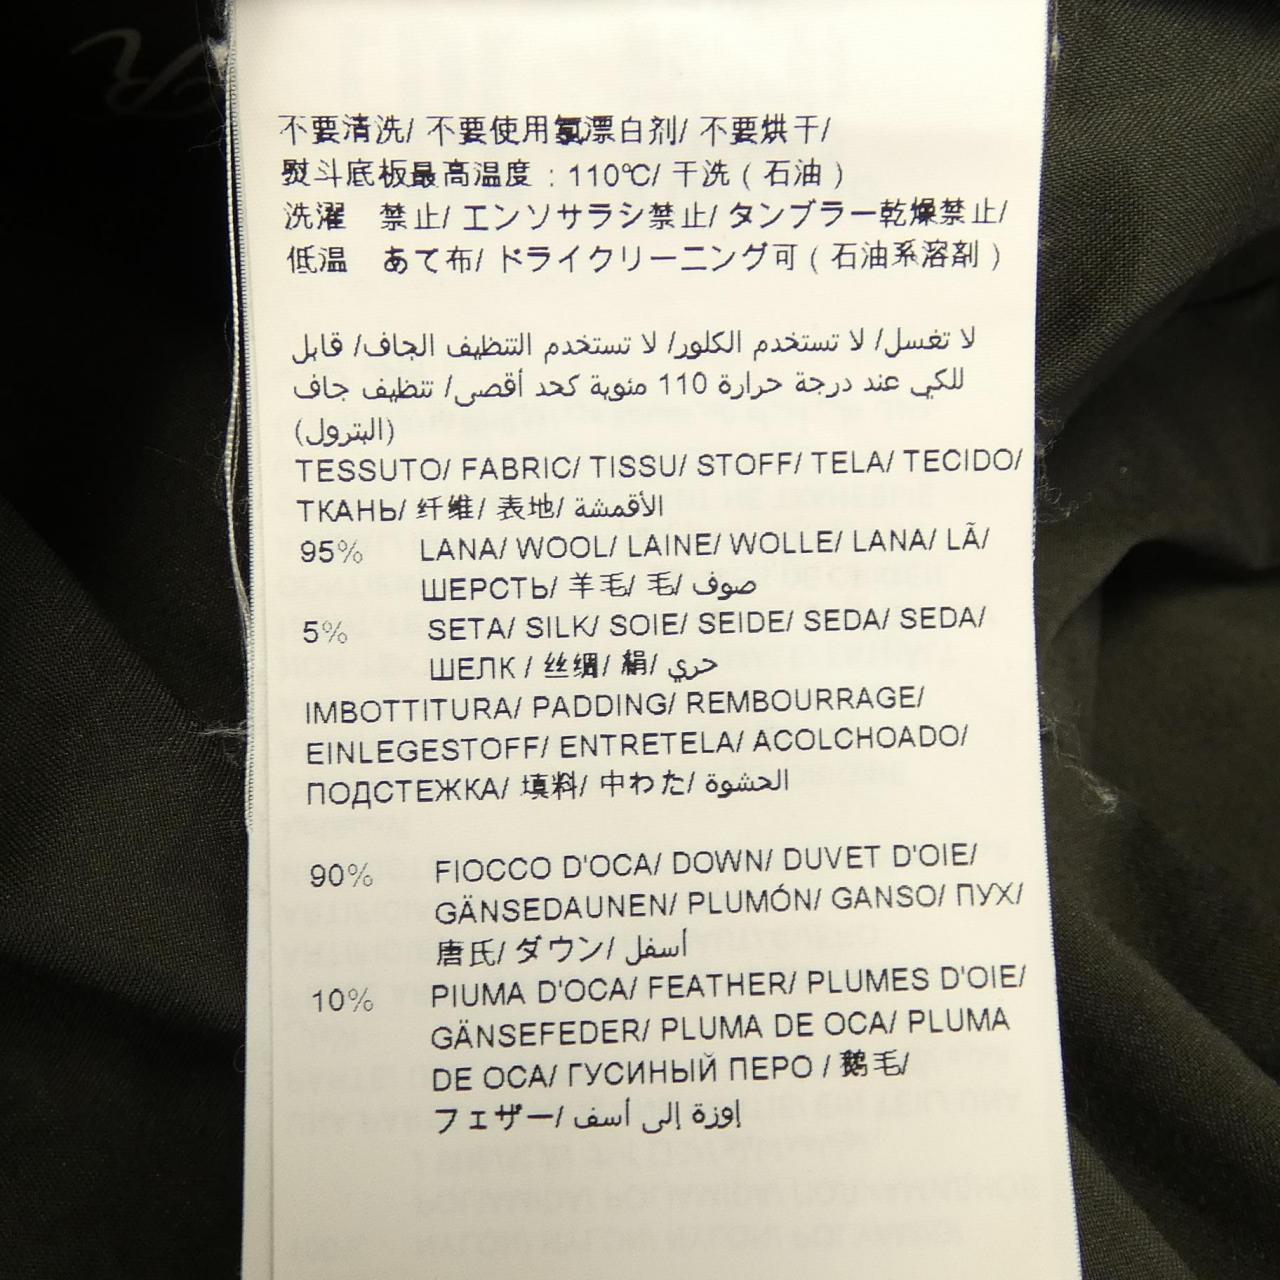 不要清洗/ 不要使用氯漂白剂/ 不要烘干/
熨斗底板最高温度 : 110℃/ 干洗 ( 石油 )
洗濯 禁止/ エンソサラシ禁止/ タンブラー乾燥禁止/
低温 あて布/ ドライクリーニング可 ( 石油系溶剤 )
لا تغسل/ لا تستخدم الكلور/ لا تستخدم التنظيف الجاف/ قابل
للكي عند درجة حرارة 110 مئوية كحد أقصى/ تنظيف جاف
(البترول)
TESSUTO/ FABRIC/ TISSU/ STOFF/ TELA/ TECIDO/
ТКАНЬ/ 纤维/ 表地/ الأقمشة
95% LANA/ WOOL/ LAINE/ WOLLE/ LANA/ LÃ/
ШЕРСТЬ/ 羊毛/ 毛/ صوف
5% SETA/ SILK/ SOIE/ SEIDE/ SEDA/ SEDA/
ШЕЛК / 丝绸/ 絹/ حري
IMBOTTITURA/ PADDING/ REMBOURRAGE/
EINLEGESTOFF/ ENTRETELA/ ACOLCHOADO/
ПОДСТЕЖКА/ 填料/ 中わた/ الحشوة
90% FIOCCO D'OCA/ DOWN/ DUVET D'OIE/
GÄNSEDAUNEN/ PLUMÓN/ GANSO/ ПУХ/
唐氏/ ダウン/ أسفل
10% PIUMA D'OCA/ FEATHER/ PLUMES D'OIE/
GÄNSEFEDER/ PLUMA DE OCA/ PLUMA
DE OCA/ ГУСИНЫЙ ПЕРО / 鹅毛/
フェザー/ إوزة إلى أسف